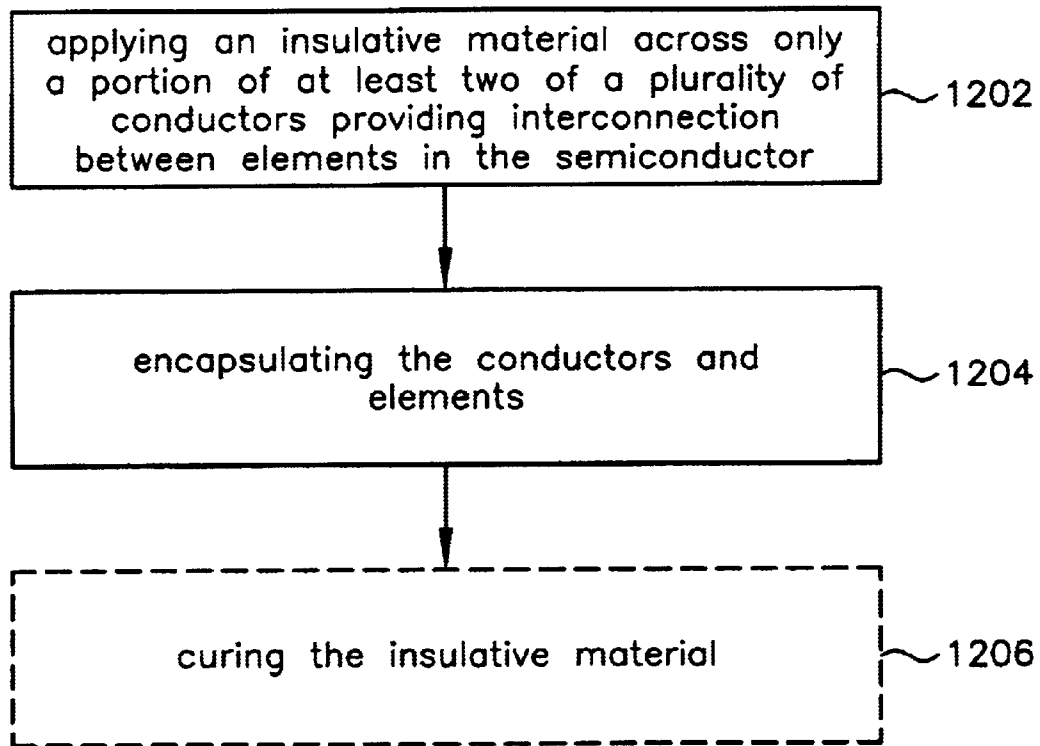 applying an insulative material across only
a portion of at least two of a plurality of
conductors providing interconnection
between elements in the semiconductor
1202
encapsulating the conductors and
elements
1204
curing the insulative material
1206